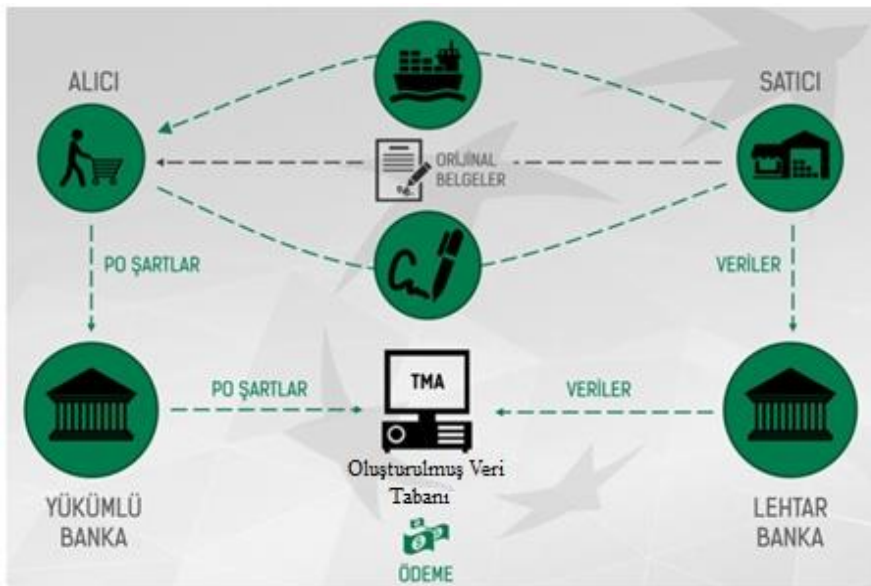 ALICI
SATICI
ORİJİNAL
BELGELER
PO ŞARTLAR
VERİLER
PO ŞARTLAR
TMA
VERİLER
Oluşturulmuş Veri
Tabanı
YÜKÜMLÜ
BANKA
LEHTAR
BANKA
ÖDEME